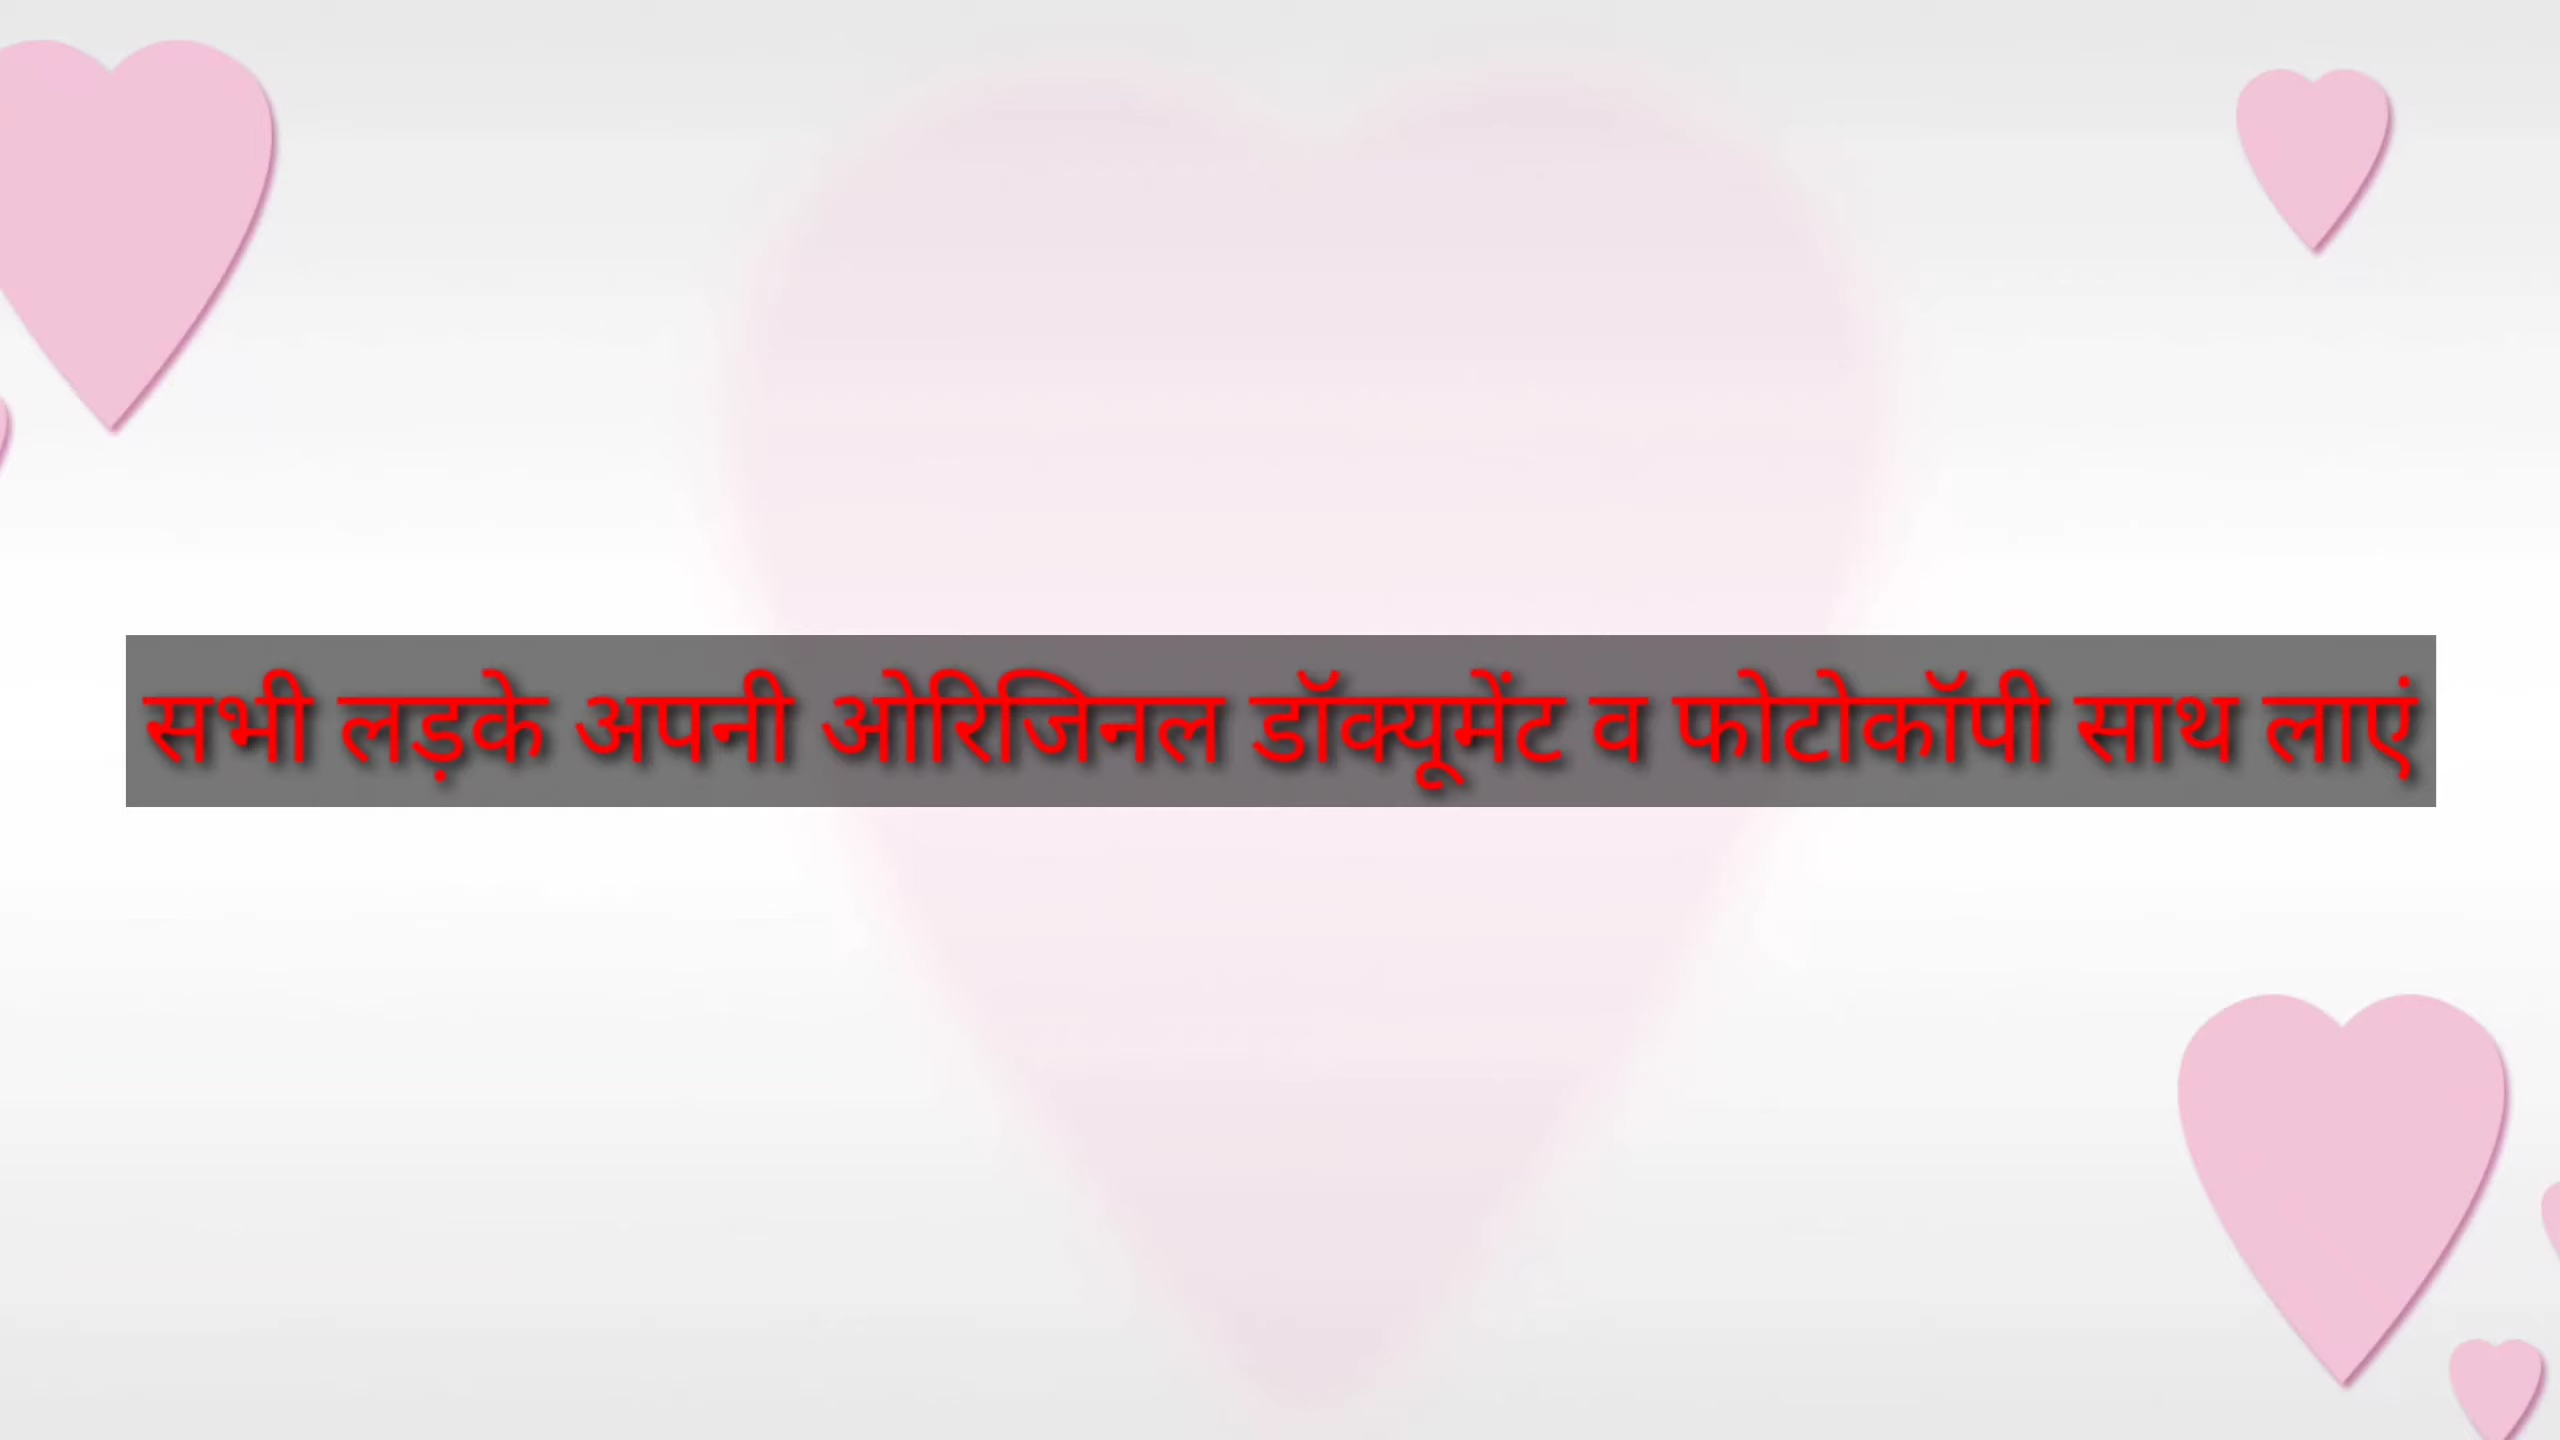 सभी लड़के अपनी ओरिजिनल डॉक्यूमेंट व फोटोकॉपी साथ लाएं